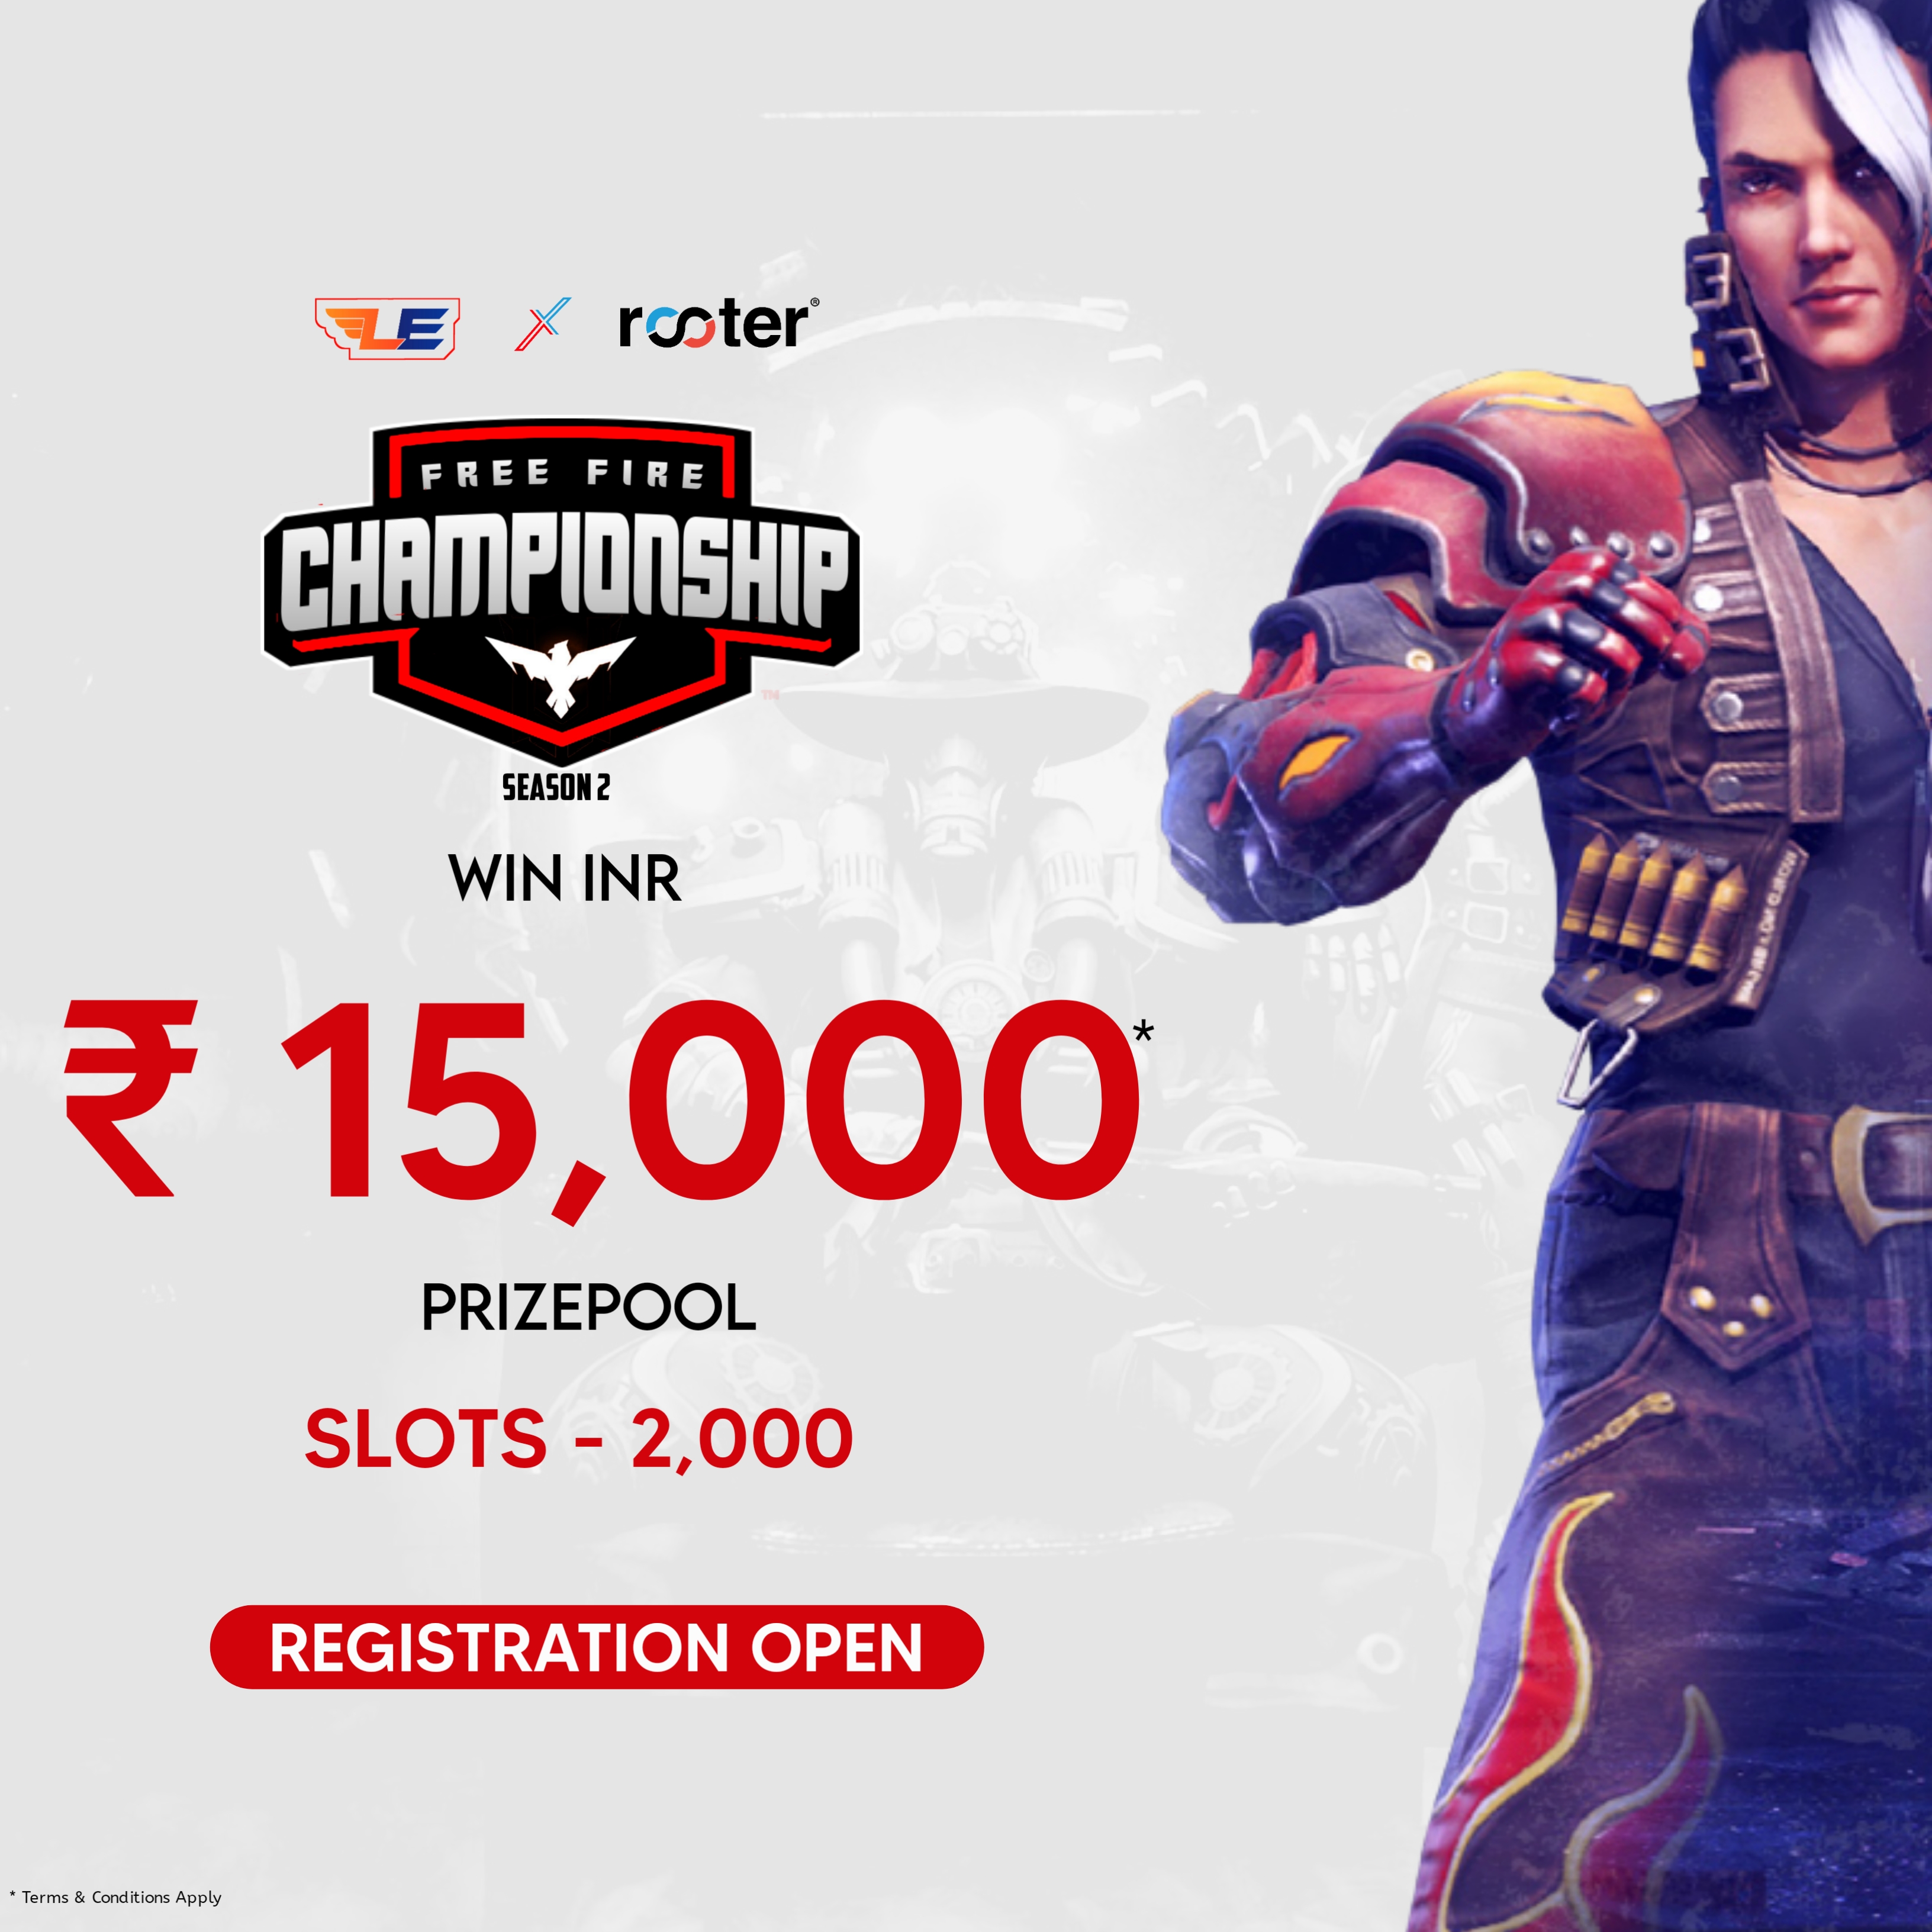 LE X rooter®
FREE FIRE
CHAMPIONSHIP
TM
SEASON 2
WIN INR
₹ 15,000*
PRIZEPOOL
SLOTS - 2,000
REGISTRATION OPEN
* Terms & Conditions Apply